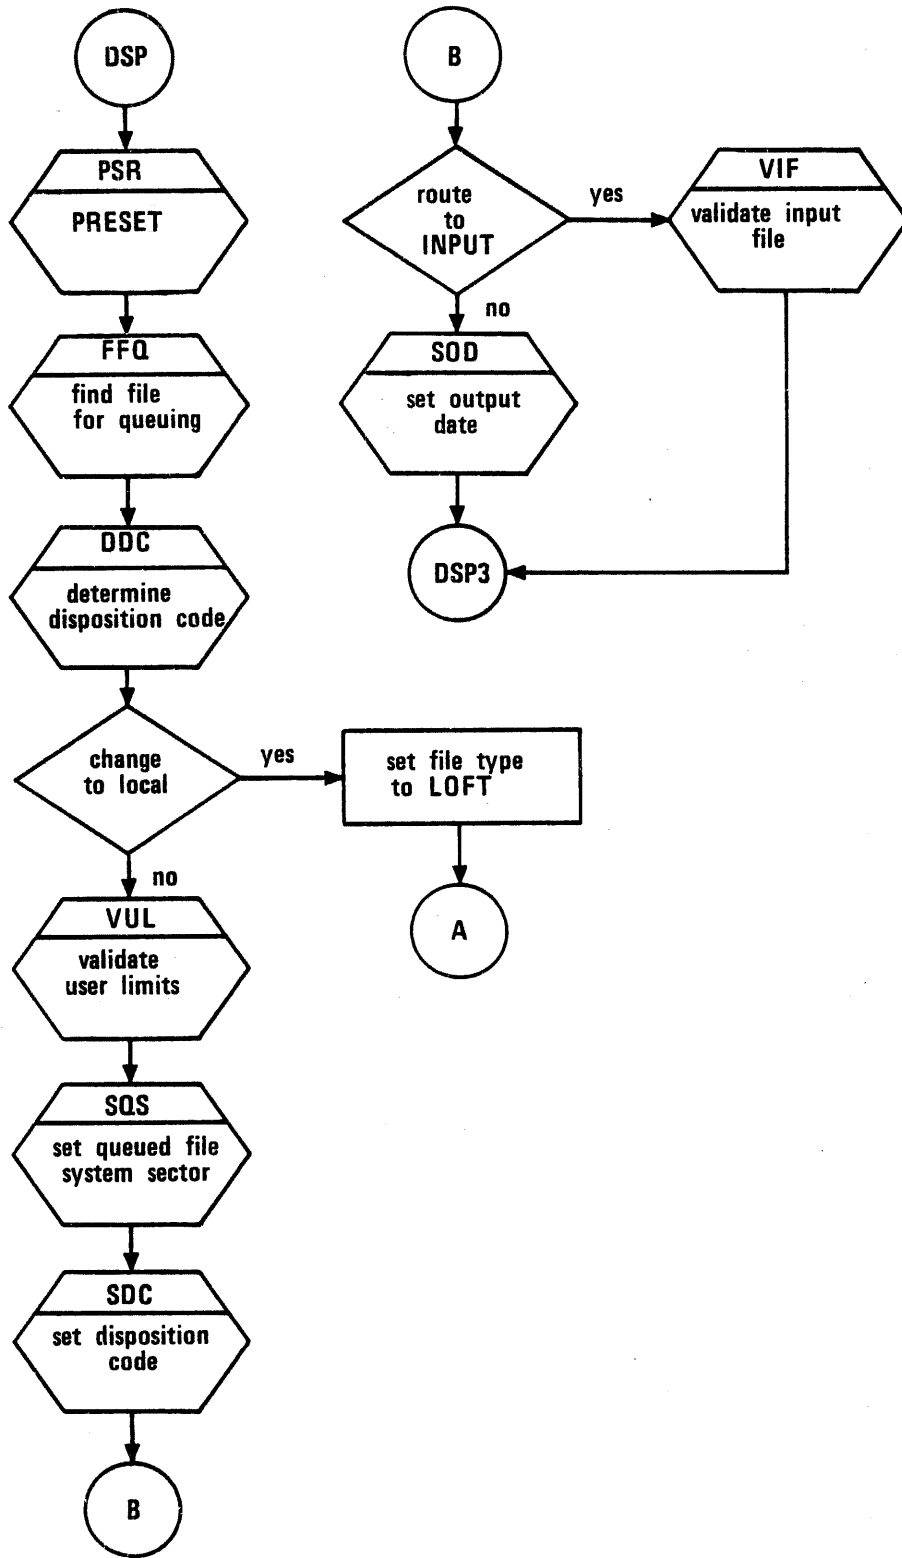 DSP
PSR
PRESET
FFQ
find file
for queuing
DDC
determine
disposition code
change
to local
yes
set file type
to LOFT
A
no
VUL
validate
user limits
SQS
set queued file
system sector
SDC
set disposition
code
B
B
route
to
INPUT
yes
VIF
validate input
file
no
SOD
set output
date
DSP3